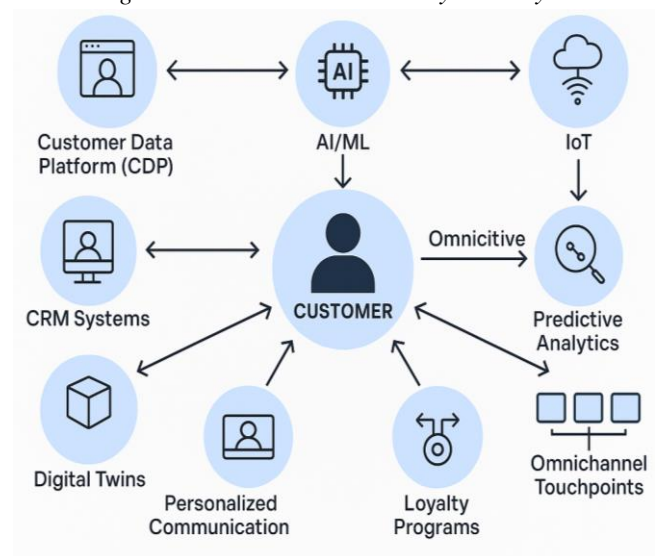 AI
Customer Data
Platform (CDP)
AI/ML
IoT
Omnicitive
CUSTOMER
CRM Systems
Predictive
Analytics
Digital Twins
Personalized
Communication
Loyalty
Programs
Omnichannel
Touchpoints